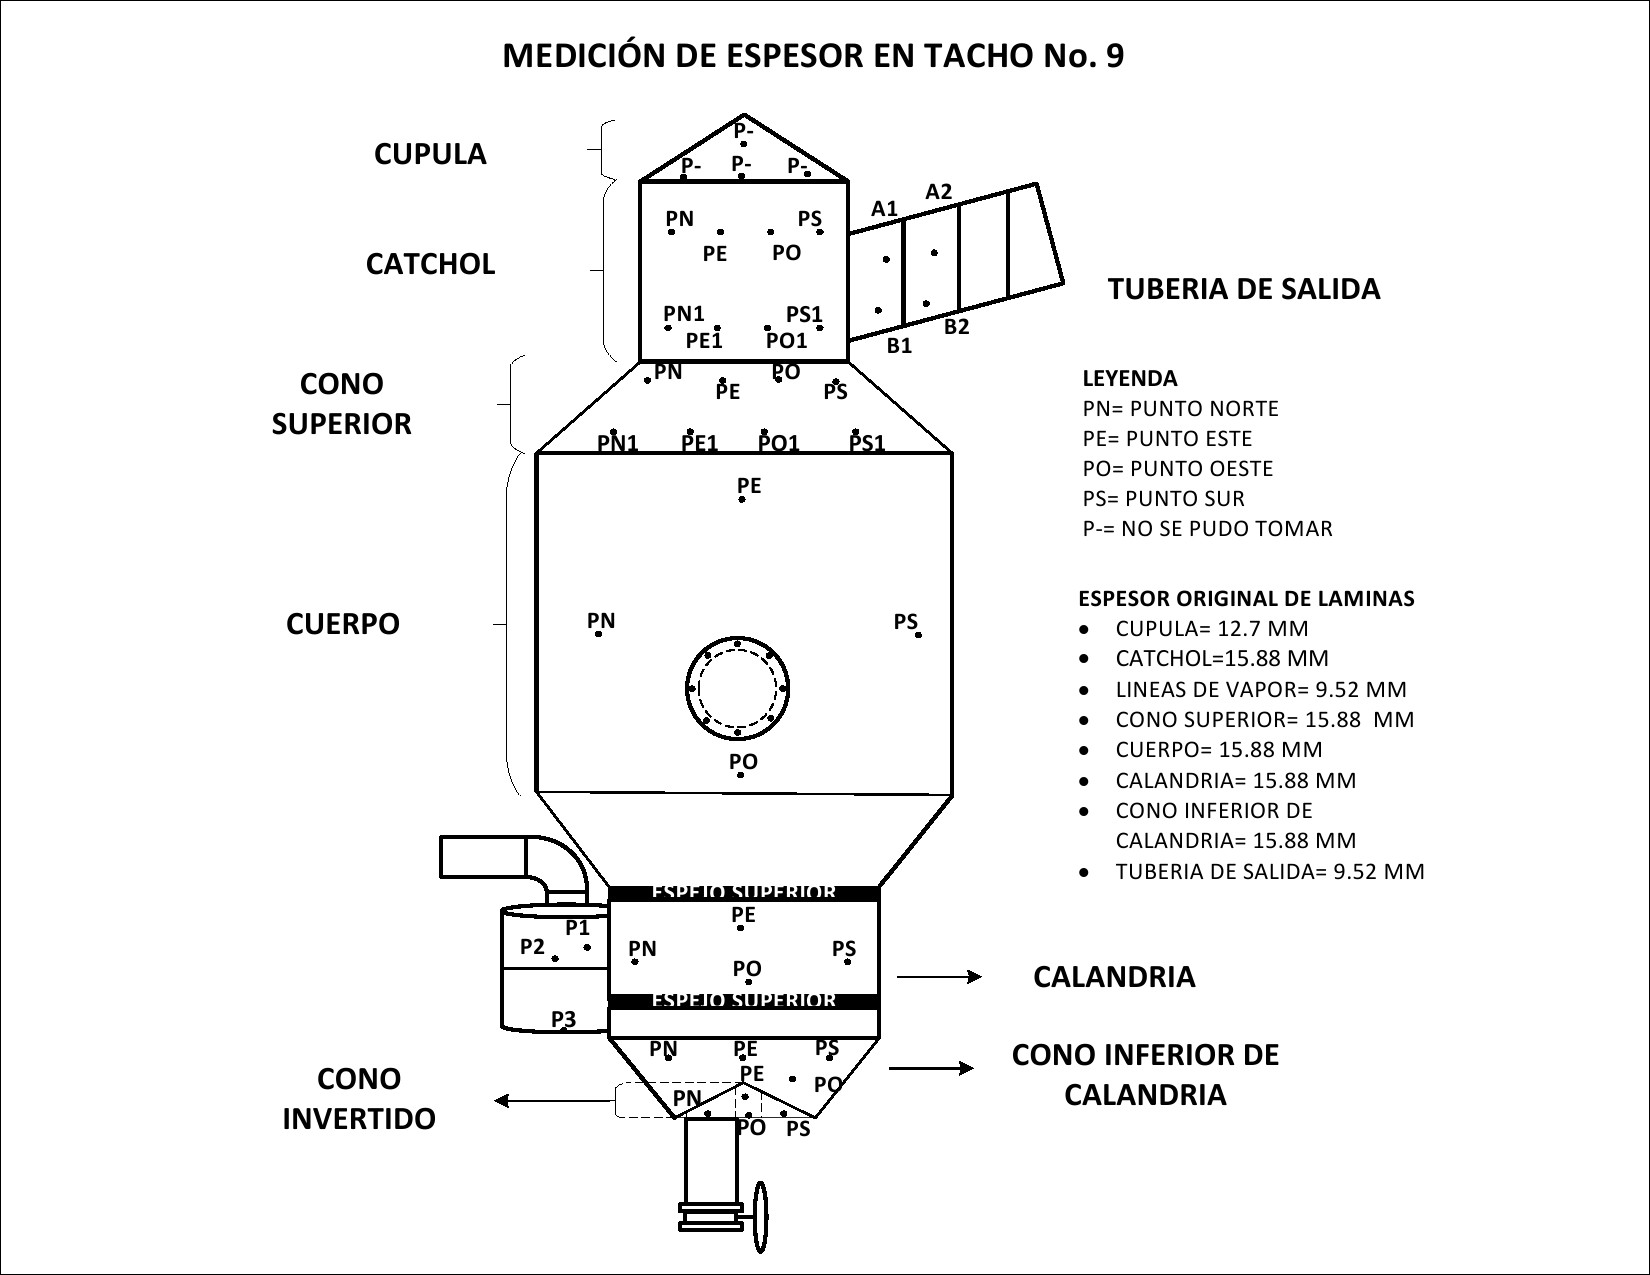 MEDICIÓN DE ESPESOR EN TACHO No. 9
CUPULA
P-
P- P- P-
CATCHOL
PN PS
PE PO
PN1 PS1
PE1 PO1
A1 A2
B1 B2
TUBERIA DE SALIDA
CONO
SUPERIOR
PN PO
PE PS
PN1 PE1 PO1 PS1
LEYENDA
PN= PUNTO NORTE
PE= PUNTO ESTE
PO= PUNTO OESTE
PS= PUNTO SUR
P-= NO SE PUDO TOMAR
CUERPO
PE
PN PS
PO
ESPESOR ORIGINAL DE LAMINAS
• CUPULA= 12.7 MM
• CATCHOL=15.88 MM
• LINEAS DE VAPOR= 9.52 MM
• CONO SUPERIOR= 15.88 MM
• CUERPO= 15.88 MM
• CALANDRIA= 15.88 MM
• CONO INFERIOR DE
CALANDRIA= 15.88 MM
• TUBERIA DE SALIDA= 9.52 MM
ESPEJO SUPERIOR
PE
P1
P2 PN PS
PO
CALANDRIA
ESPEJO SUPERIOR
P3
PN PE PS
PE PO
CONO INFERIOR DE
CALANDRIA
CONO
INVERTIDO
PN
PO PS